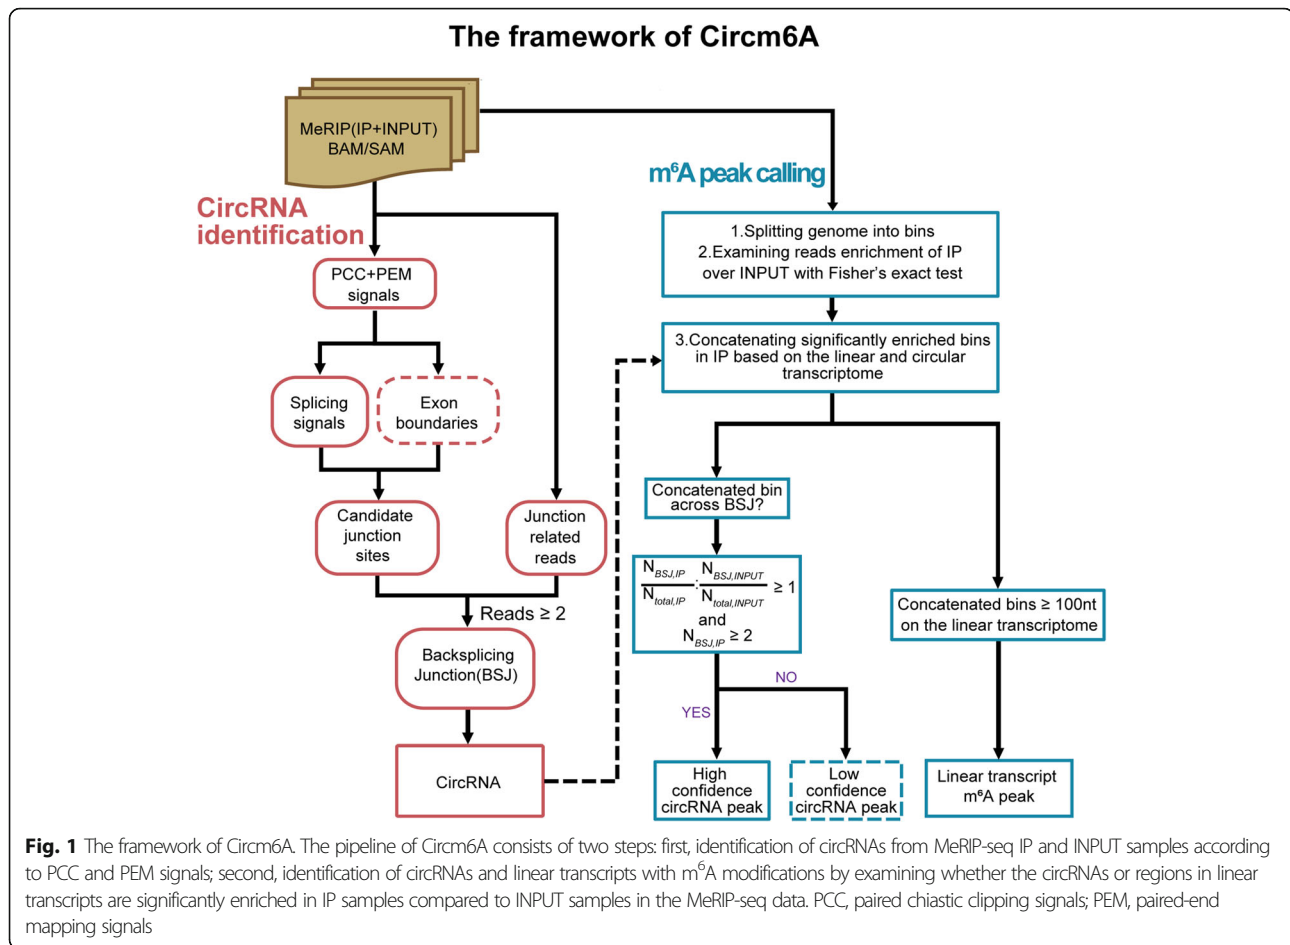 The framework of Circm6A
MeRIP(IP+INPUT)
BAM/SAM
CircRNA
identification
PCC+PEM
signals
Splicing
signals
Exon
boundaries
Candidate
junction
sites
Junction
related
reads
Reads ≥ 2
Backsplicing
Junction(BSJ)
CircRNA
m⁶A peak calling
1.Splitting genome into bins
2.Examining reads enrichment of IP
over INPUT with Fisher's exact test
3.Concatenating significantly enriched bins
in IP based on the linear and circular
transcriptome
Concatenated bin
across BSJ?
N_BSJ,IP / N_total,IP : N_BSJ,INPUT / N_total,INPUT ≥ 1
and
N_BSJ,IP ≥ 2
NO
YES
High
confidence
circRNA peak
Low
confidence
circRNA peak
Concatenated bins ≥ 100nt
on the linear transcriptome
Linear transcript
m⁶A peak
Fig. 1 The framework of Circm6A. The pipeline of Circm6A consists of two steps: first, identification of circRNAs from MeRIP-seq IP and INPUT samples according
to PCC and PEM signals; second, identification of circRNAs and linear transcripts with m⁶A modifications by examining whether the circRNAs or regions in linear
transcripts are significantly enriched in IP samples compared to INPUT samples in the MeRIP-seq data. PCC, paired chiastic clipping signals; PEM, paired-end
mapping signals